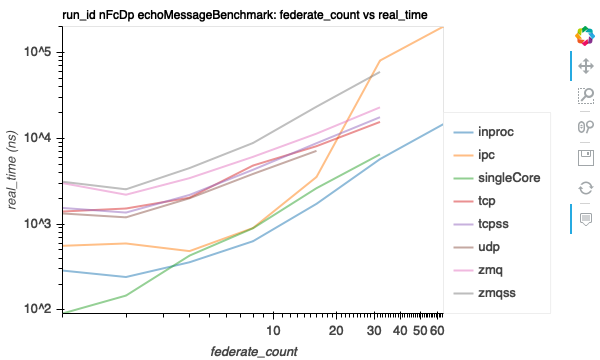 run_id nFcDp echoMessageBenchmark: federate_count vs real_time
10^5
10^4
10^3
10^2
real_time (ns)
10 20 30 40 50 60
federate_count
inproc
ipc
singleCore
tcp
tcpss
udp
zmq
zmqss